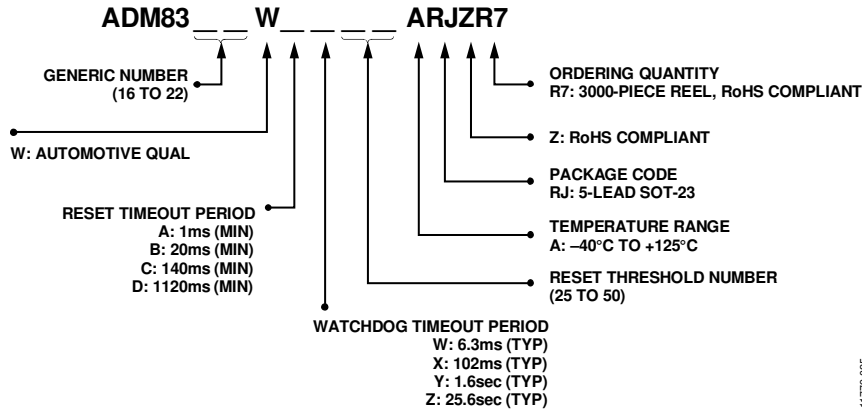 ADM83_ _ W_ _ _ _ ARJZR7
GENERIC NUMBER
(16 TO 22)
W: AUTOMOTIVE QUAL
RESET TIMEOUT PERIOD
A: 1ms (MIN)
B: 20ms (MIN)
C: 140ms (MIN)
D: 1120ms (MIN)
WATCHDOG TIMEOUT PERIOD
W: 6.3ms (TYP)
X: 102ms (TYP)
Y: 1.6sec (TYP)
Z: 25.6sec (TYP)
ORDERING QUANTITY
R7: 3000-PIECE REEL, RoHS COMPLIANT
Z: RoHS COMPLIANT
PACKAGE CODE
RJ: 5-LEAD SOT-23
TEMPERATURE RANGE
A: –40°C TO +125°C
RESET THRESHOLD NUMBER
(25 TO 50)